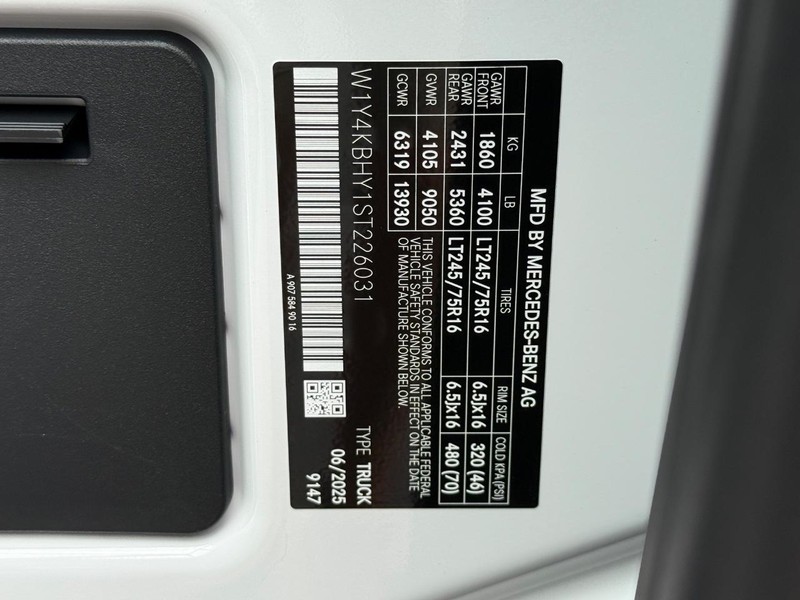 MFD BY MERCEDES-BENZ AG
KG LB TIRES RIM SIZE COLD KPA (PSI)
GAWR FRONT 1860 4100 LT245/75R16 6.5Jx16 320 (46)
GAWR REAR 2431 5360 LT245/75R16 6.5Jx16 480 (70)
GVWR 4105 9050
GCWR 6319 13930
THIS VEHICLE CONFORMS TO ALL APPLICABLE FEDERAL
VEHICLE SAFETY STANDARDS IN EFFECT ON THE DATE
OF MANUFACTURE SHOWN BELOW.
W1Y4KBHY1ST226031 TYPE TRUCK
06/2025
9147
A 907 584 90 16